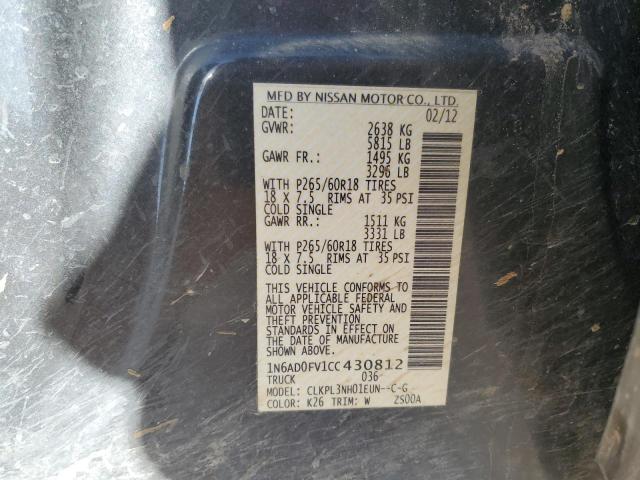 MFD BY NISSAN MOTOR CO., LTD.
DATE: 02/12
GVWR: 2638 KG
5815 LB
GAWR FR.: 1495 KG
3296 LB
WITH P265/60R18 TIRES
18 X 7.5 RIMS AT 35 PSI
COLD SINGLE
GAWR RR.: 1511 KG
3331 LB
WITH P265/60R18 TIRES
18 X 7.5 RIMS AT 35 PSI
COLD SINGLE
THIS VEHICLE CONFORMS TO
ALL APPLICABLE FEDERAL
MOTOR VEHICLE SAFETY AND
THEFT PREVENTION
STANDARDS IN EFFECT ON
THE DATE OF MANUFACTURE
SHOWN ABOVE.
1N6AD0FV1CC430812
TRUCK 036
MODEL: CLKPL3NH01EUN--C-G
COLOR: K26 TRIM: W ZS00A